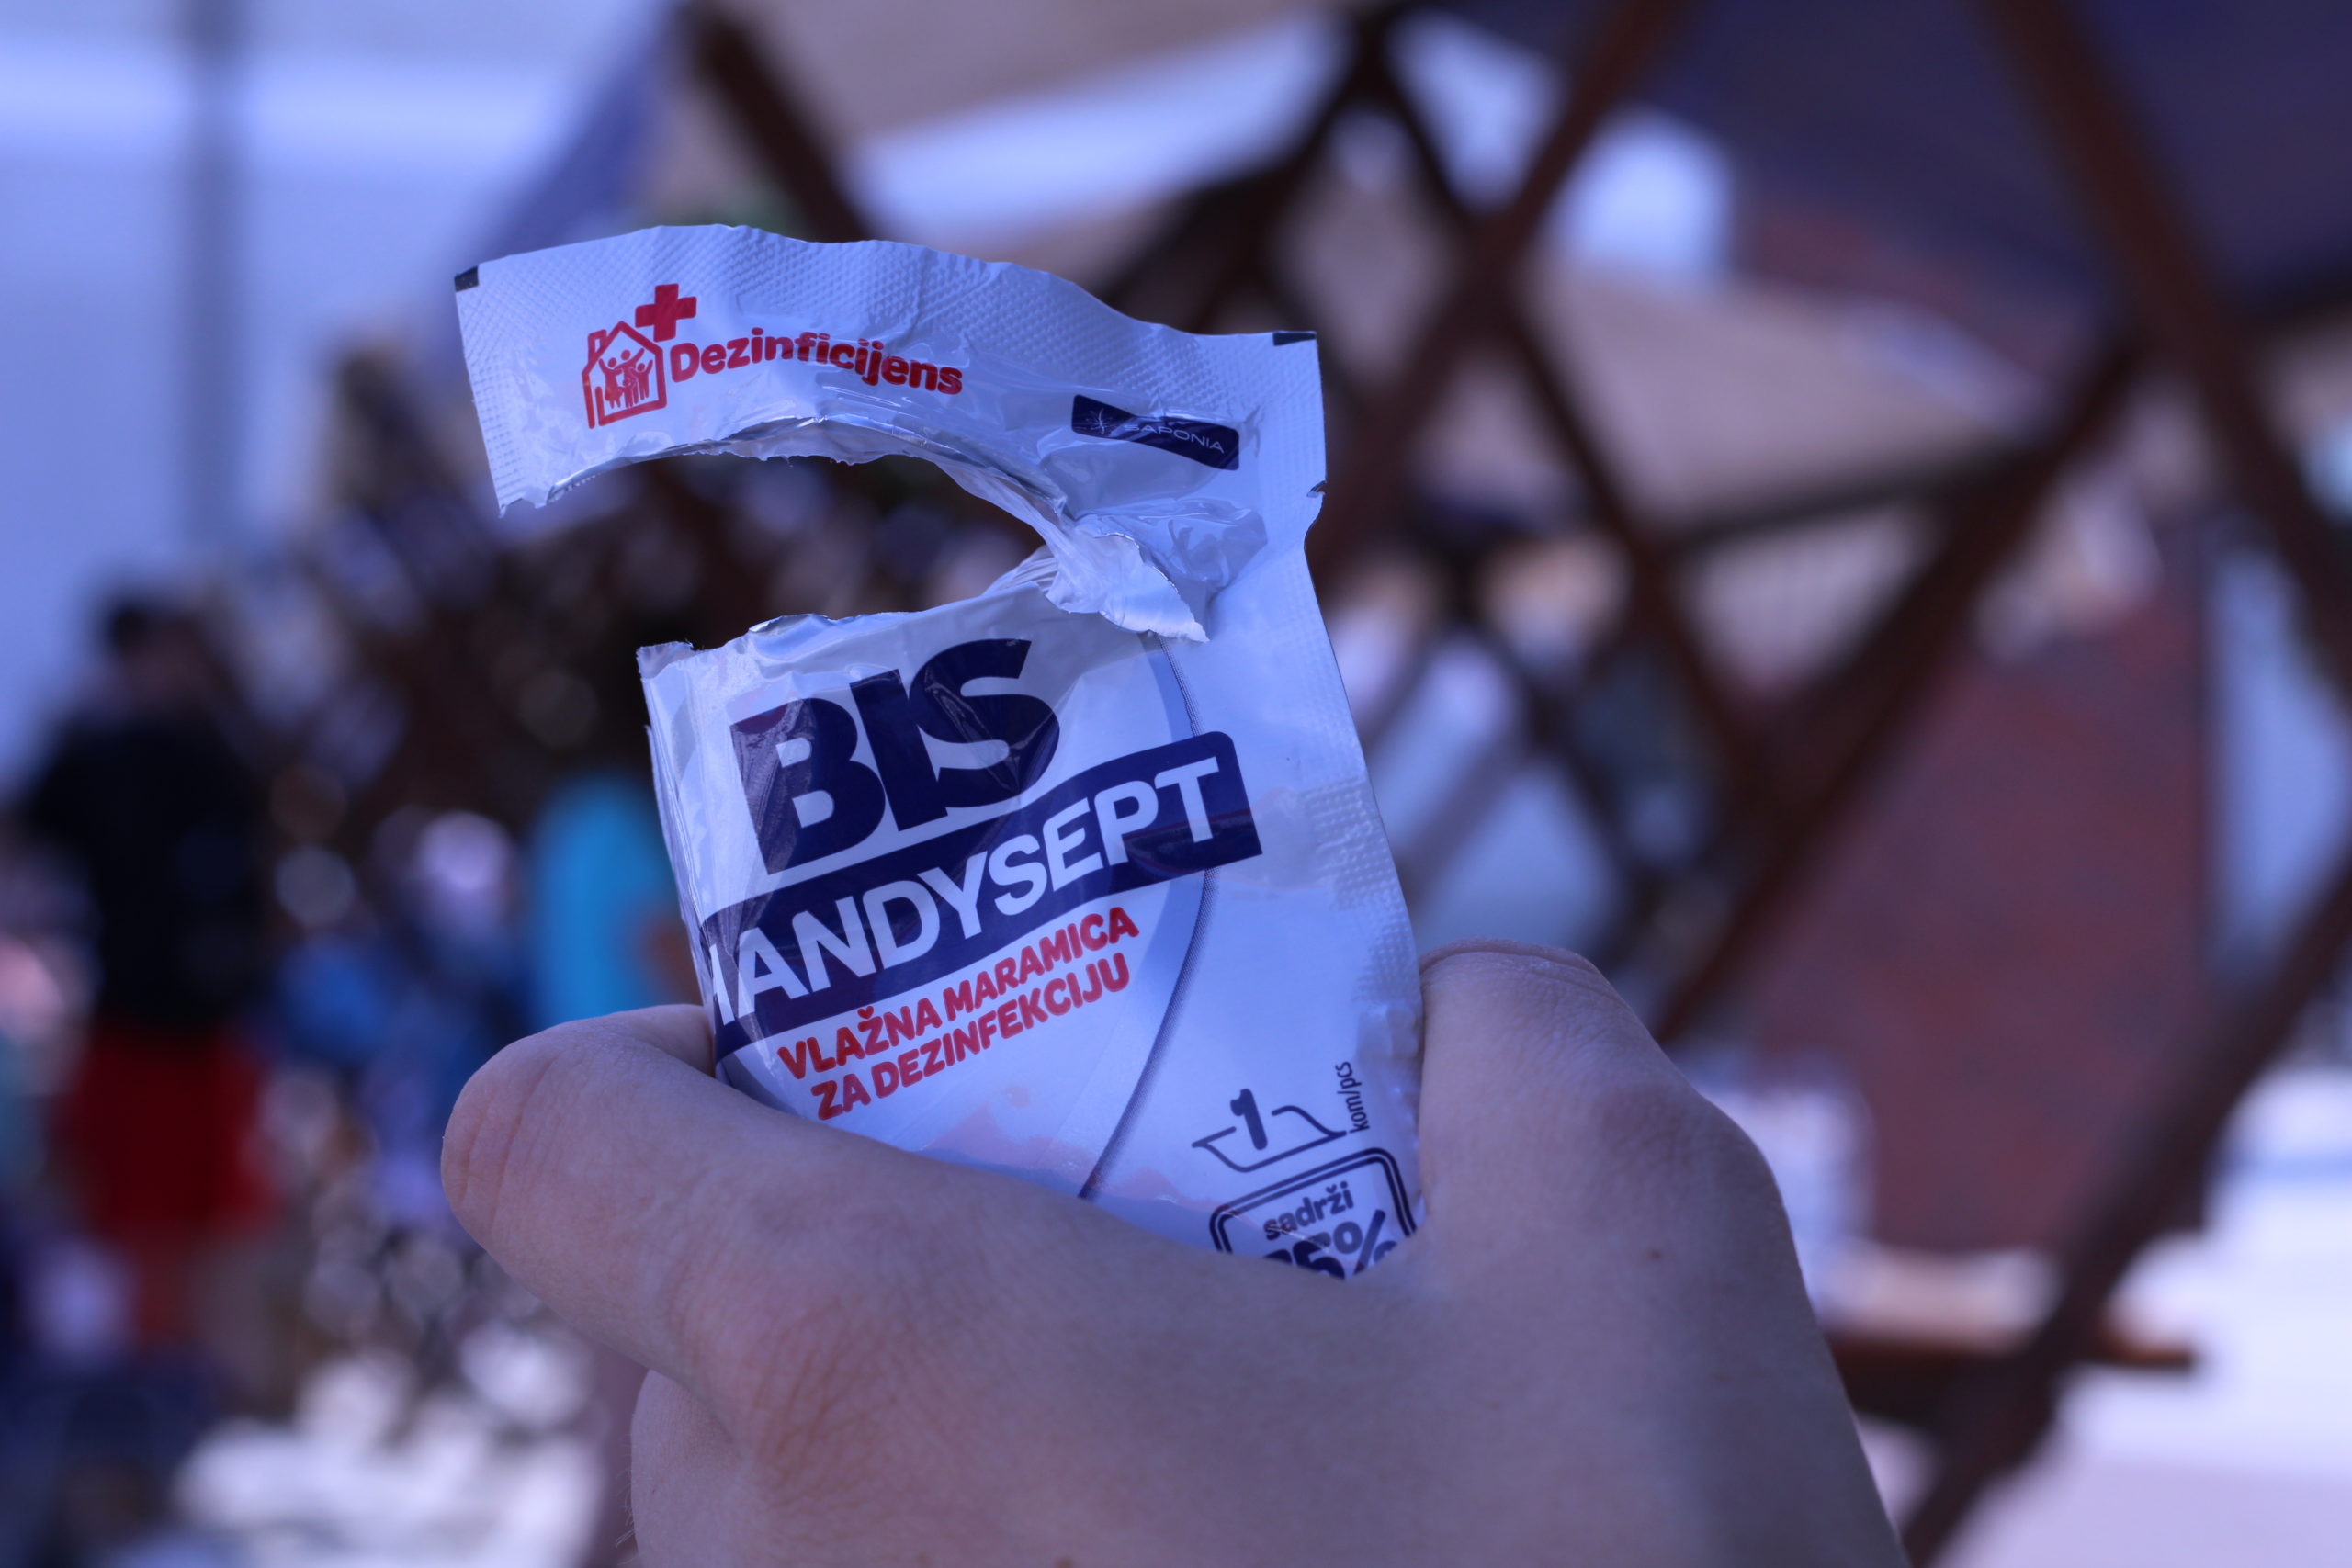 Dezinficijens
SAPONIA
BIS
HANDYSEPT
VLAŽNA MARAMICA
ZA DEZINFEKCIJU
1
kom/pcs
sadrži